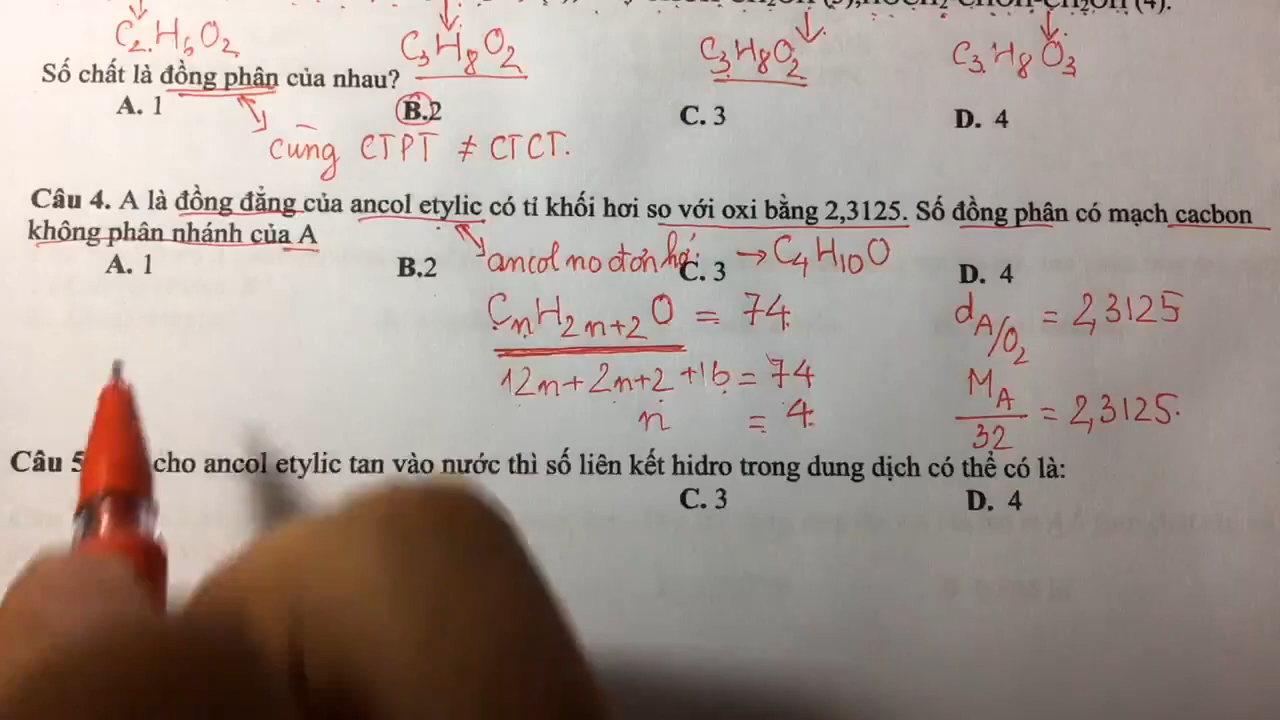 OH (4).
C2H6O2 C3H8O2 C3H8O2 C3H8O3
Số chất là đồng phân của nhau?
A. 1 B.2 C. 3 D. 4
cùng CTPT ≠ CTCT.
Câu 4. A là đồng đẳng của ancol etylic có tỉ khối hơi so với oxi bằng 2,3125. Số đồng phân có mạch cacbon
không phân nhánh của A
A. 1 B.2 C. 3 D. 4
ancol no đơn hở → C4H10O
CnH2n+2O = 74
dA/O2 = 2,3125
12n+2n+2 +16 = 74
n = 4
MA/32 = 2,3125.
Câu 5 cho ancol etylic tan vào nước thì số liên kết hidro trong dung dịch có thể có là:
C. 3 D. 4